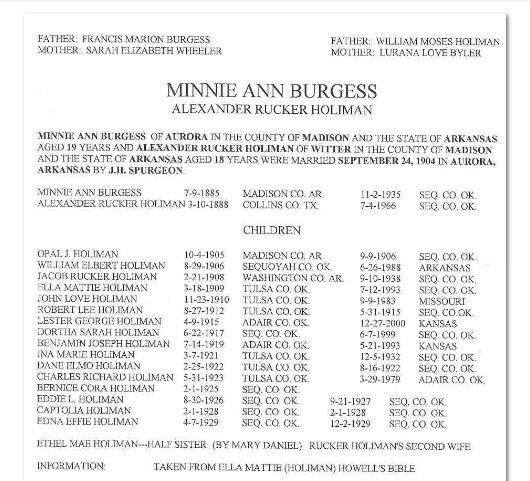 FATHER: FRANCIS MARION BURGESS FATHER: WILLIAM MOSES HOLIMAN
MOTHER: SARAH ELIZABETH WHEELER MOTHER: LURANA LOVE BYLER
MINNIE ANN BURGESS
ALEXANDER RUCKER HOLIMAN
MINNIE ANN BURGESS OF AURORA IN THE COUNTY OF MADISON AND THE STATE OF ARKANSAS
AGED 19 YEARS AND ALEXANDER RUCKER HOLIMAN OF WITTER IN THE COUNTY OF MADISON
AND THE STATE OF ARKANSAS AGED 18 YEARS WERE MARRIED SEPTEMBER 24, 1904 IN AURORA,
ARKANSAS BY J.H. SPURGEON.
MINNIE ANN BURGESS 7-9-1885 MADISON CO. AR. 11-2-1935 SEQ. CO. OK.
ALEXANDER RUCKER HOLIMAN 3-10-1888 COLLINS CO. TX. 7-4-1966 SEQ. CO. OK.
CHILDREN
OPAL J. HOLIMAN 10-4-1905 MADISON CO. AR. 9-9-1906 SEQ. CO. OK.
WILLIAM ELBERT HOLIMAN 8-29-1906 SEQUOYAH CO. OK. 6-26-1988 ARKANSAS
JACOB RUCKER HOLIMAN 2-21-1908 WASHINGTON CO. AR. 9-10-1938 SEQ. CO. OK.
ELLA MATTIE HOLIMAN 3-18-1909 TULSA CO. OK. 7-12-1993 SEQ. CO. OK.
JOHN LOVE HOLIMAN 11-23-1910 TULSA CO. OK. 9-9-1983 MISSOURI
ROBERT LEE HOLIMAN 8-27-1912 TULSA CO. OK. 5-31-1915 SEQ. CO.OK.
LESTER GEORGE HOLIMAN 4-9-1915 ADAIR CO. OK. 12-27-2000 KANSAS
DORTHA SARAH HOLIMAN 6-22-1917 SEQ. CO. OK. 6-7-1999 SEQ. CO. OK.
BENJAMIN JOSEPH HOLIMAN 7-14-1919 ADAIR CO. OK. 5-21-1993 KANSAS
INA MARIE HOLIMAN 3-7-1921 TULSA CO. OK. 12-5-1932 SEQ. CO. OK.
DANE ELMO HOLIMAN 2-25-1922 TULSA CO. OK. 8-16-1922 SEQ. CO. OK.
CHARLES RICHARD HOLIMAN 5-31-1923 TULSA CO. OK. 3-29-1979 ADAIR CO. OK.
BERNICE CORA HOLIMAN 2-1-1925 SEQ. CO. OK.
EDDIE L. HOLIMAN 8-30-1926 SEQ. CO. OK. 9-21-1927 SEQ. CO. OK.
CAPTOLIA HOLIMAN 2-1-1928 SEQ. CO. OK. 2-1-1928 SEQ. CO. OK.
EDNA EFFIE HOLIMAN 4-7-1929 SEQ. CO. OK. 12-2-1929 SEQ. CO. OK.
ETHEL MAE HOLIMAN---HALF SISTER (BY MARY DANIEL) RUCKER HOLIMAN'S SECOND WIFE
INFORMATION: TAKEN FROM ELLA MATTIE (HOLIMAN) HOWELL'S BIBLE